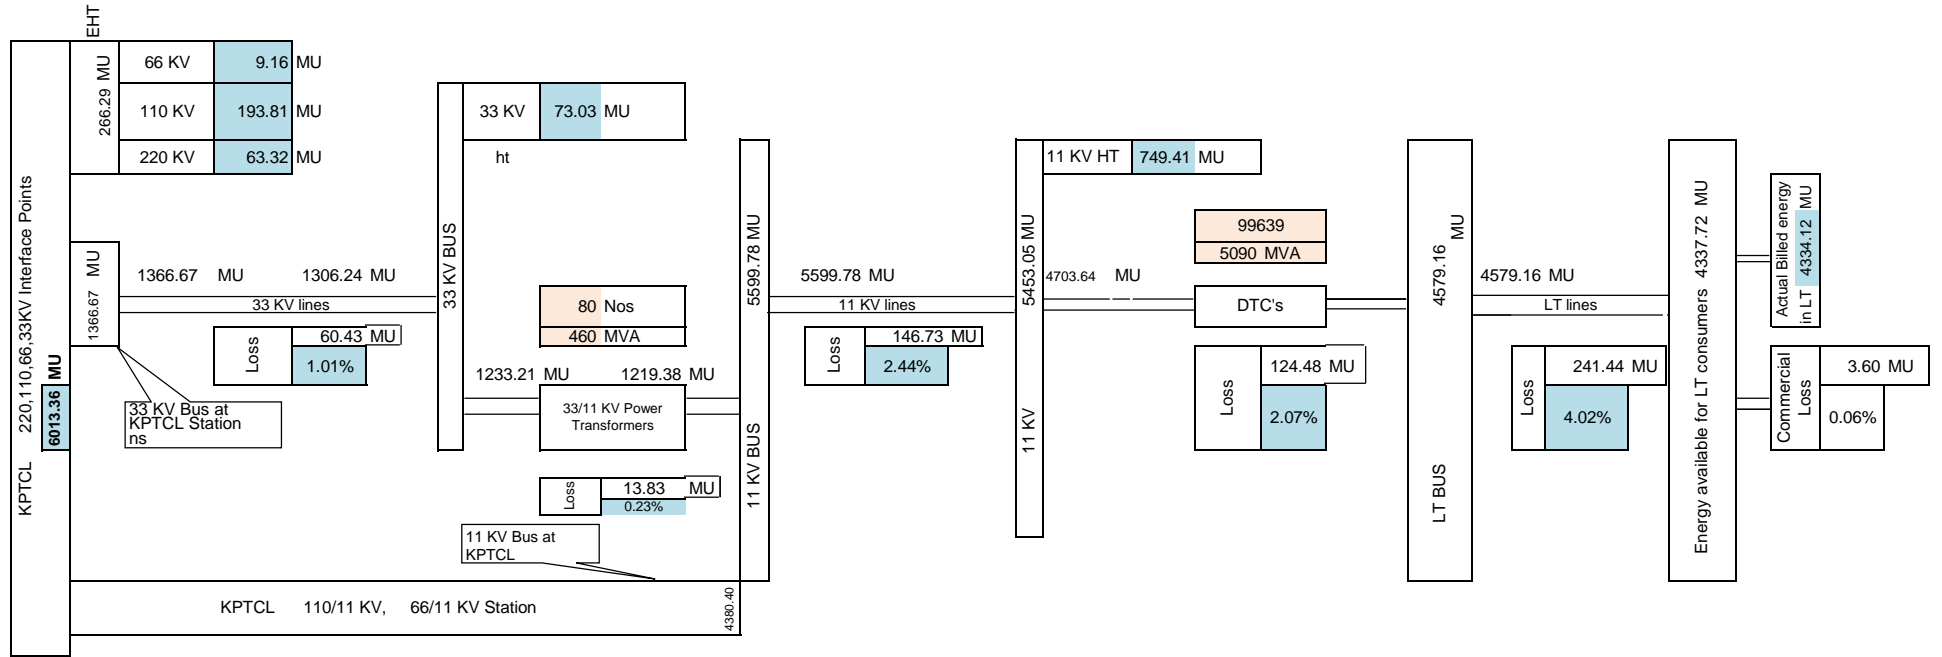 EHT
KPTCL 220,110,66,33KV Interface Points
6013.36 MU
266.29 MU
66 KV 9.16 MU
110 KV 193.81 MU
220 KV 63.32 MU
1366.67 MU
1366.67 MU 1306.24 MU
33 KV lines
Loss 60.43 MU
1.01%
33 KV Bus at
KPTCL Station
ns
33 KV BUS
33 KV 73.03 MU
ht
80 Nos
460 MVA
1233.21 MU 1219.38 MU
33/11 KV Power
Transformers
Loss 13.83 MU
0.23%
11 KV Bus at
KPTCL
KPTCL 110/11 KV, 66/11 KV Station
4380.40
11 KV BUS 5599.78 MU
5599.78 MU
11 KV lines
Loss 146.73 MU
2.44%
11 KV 5453.05 MU
11 KV HT 749.41 MU
4703.64 MU
99639
5090 MVA
DTC's
Loss 124.48 MU
2.07%
LT BUS 4579.16 MU
4579.16 MU
LT lines
Loss 241.44 MU
4.02%
Energy available for LT consumers 4337.72 MU
Actual Billed energy
in LT 4334.12 MU
Commercial
Loss
3.60 MU
0.06%